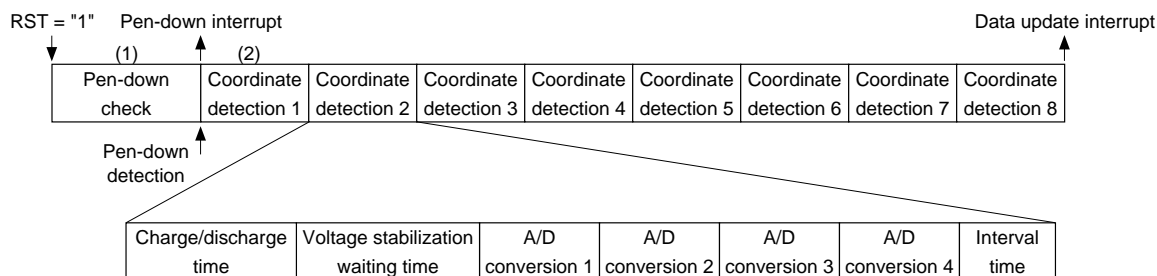 RST = "1" Pen-down interrupt Data update interrupt
(1) (2)
Pen-down check
Coordinate detection 1
Coordinate detection 2
Coordinate detection 3
Coordinate detection 4
Coordinate detection 5
Coordinate detection 6
Coordinate detection 7
Coordinate detection 8
Pen-down
detection
Charge/discharge time
Voltage stabilization waiting time
A/D conversion 1
A/D conversion 2
A/D conversion 3
A/D conversion 4
Interval time